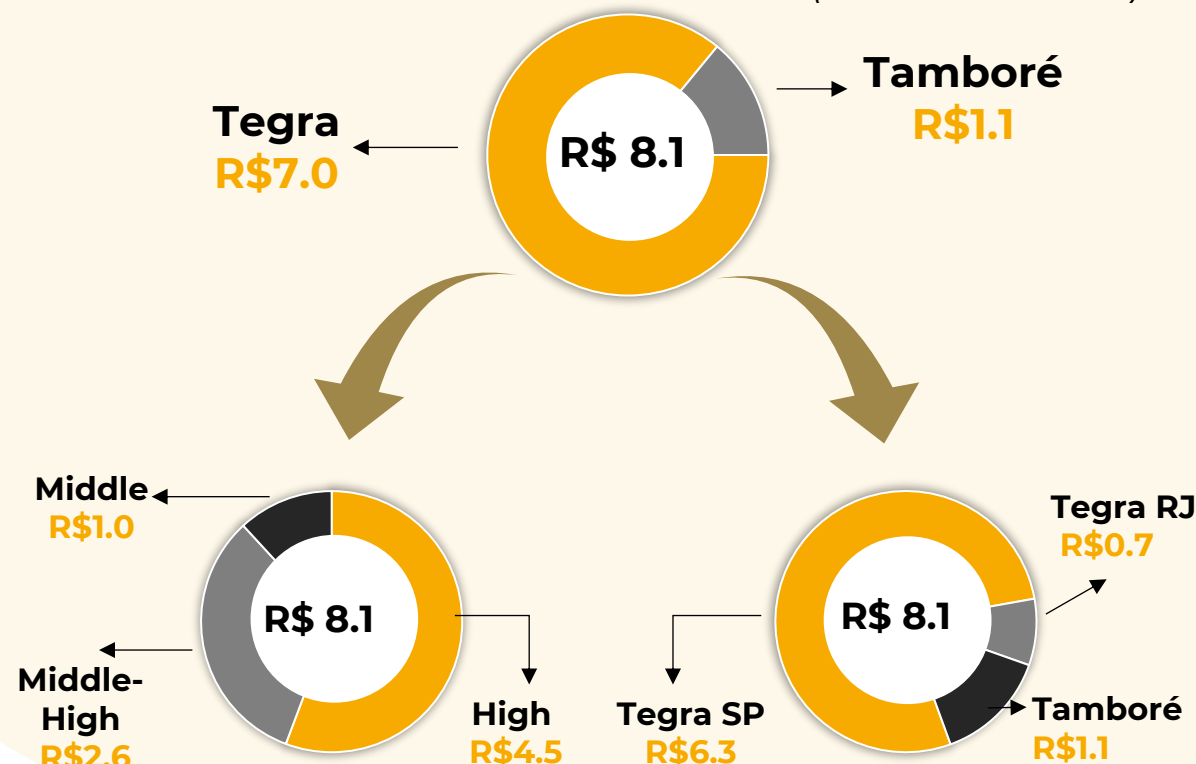 Tamboré
R$1.1
Tegra
R$7.0
R$ 8.1
Middle
R$1.0
Tegra RJ
R$0.7
R$ 8.1
R$ 8.1
Middle-
High
R$2.6
High
R$4.5
Tegra SP
R$6.3
Tamboré
R$1.1